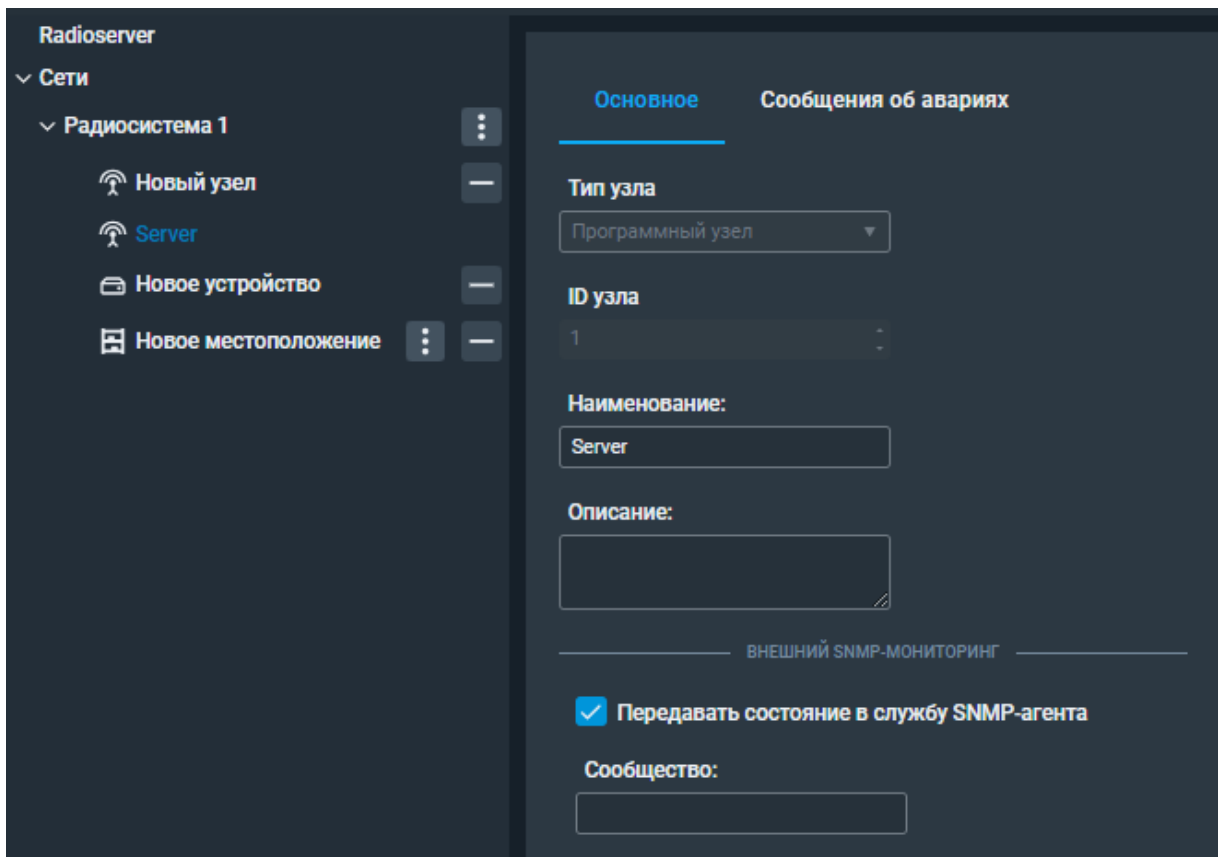 Radioserver
Сети
Радиосистема 1
Новый узел
Server
Новое устройство
Новое местоположение
Основное
Сообщения об авариях
Тип узла
Программный узел
ID узла
1
Наименование:
Server
Описание:
ВНЕШНИЙ SNMP-МОНИТОРИНГ
Передавать состояние в службу SNMP-агента
Сообщество: